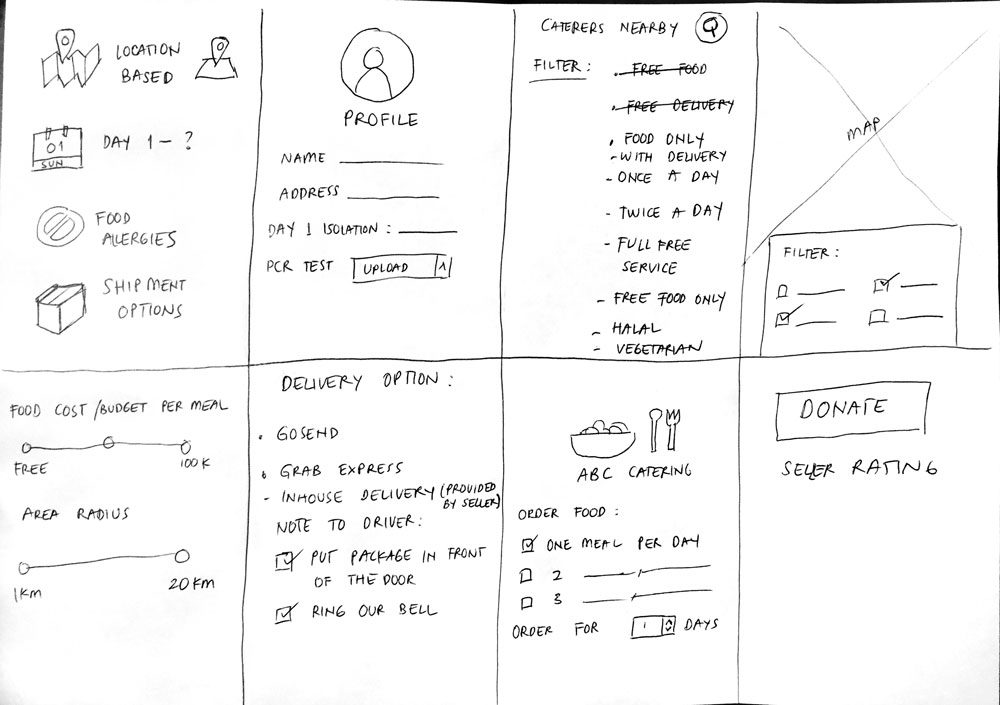 LOCATION
BASED
01
SUN
DAY 1 - ?
FOOD
ALLERGIES
SHIPMENT
OPTIONS
PROFILE
NAME
ADDRESS
DAY 1 ISOLATION :
PCR TEST UPLOAD
CATERERS NEARBY
FILTER : • FREE FOOD
• FREE DELIVERY
• FOOD ONLY
- WITH DELIVERY
- ONCE A DAY
- TWICE A DAY
- FULL FREE
SERVICE
- FREE FOOD ONLY
- HALAL
- VEGETARIAN
MAP
FILTER :
FOOD COST /BUDGET PER MEAL
FREE 100K
AREA RADIUS
1KM 20 KM
DELIVERY OPTION :
• GOSEND
• GRAB EXPRESS
- INHOUSE DELIVERY (PROVIDED
BY SELLER)
NOTE TO DRIVER:
PUT PACKAGE IN FRONT
OF THE DOOR
RING OUR BELL
ABC CATERING
ORDER FOOD :
ONE MEAL PER DAY
2
3
ORDER FOR 1 DAYS
DONATE
SELLER RATING